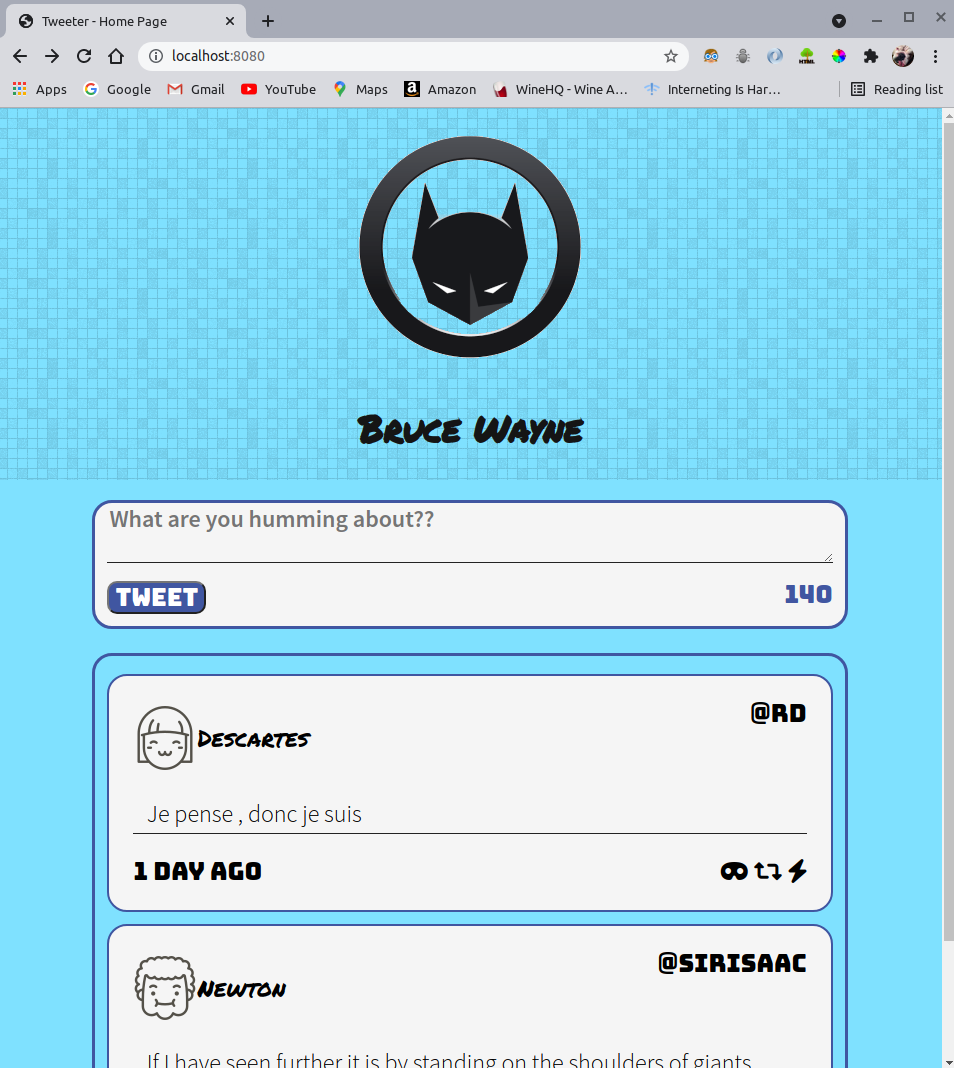 Tweeter - Home Page
localhost:8080
HTML
Apps Google Gmail YouTube Maps Amazon WineHQ - Wine A… Interneting Is Har… Reading list
Bruce Wayne
What are you humming about??
TWEET 140
Descartes @RD
Je pense , donc je suis
1 DAY AGO
Newton @SIRISAAC
If I have seen further it is by standing on the shoulders of giants